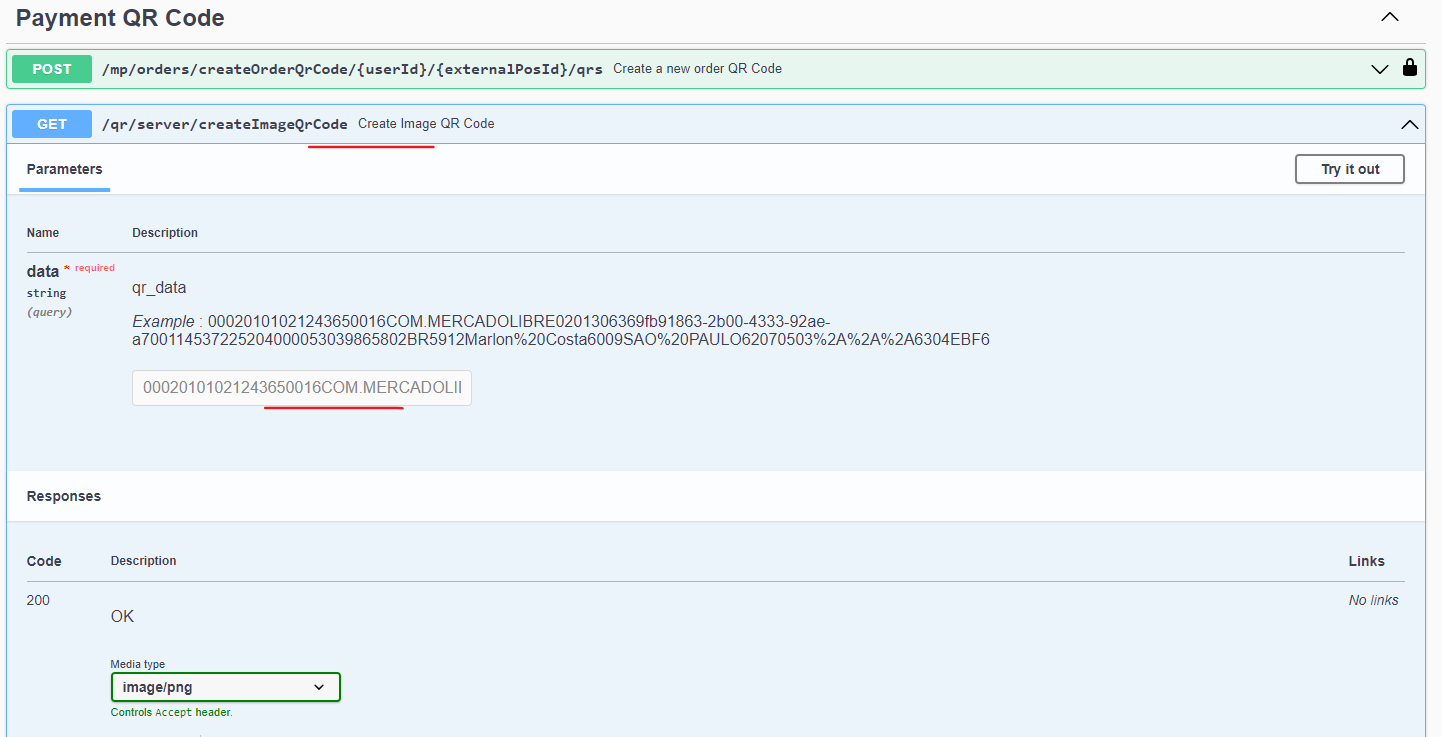 Payment QR Code
POST /mp/orders/createOrderQrCode/{userId}/{externalPosId}/qrs Create a new order QR Code
GET /qr/server/createImageQrCode Create Image QR Code
Parameters
Try it out
Name Description
data * required
string
(query)
qr_data
Example : 00020101021243650016COM.MERCADOLIBRE0201306369fb91863-2b00-4333-92ae-
a7001145372252040000053039865802BR5912Marlon%20Costa6009SAO%20PAULO62070503%2A%2A%2A6304EBF6
00020101021243650016COM.MERCADOLII
Responses
Code Description Links
200 OK No links
Media type
image/png
Controls Accept header.